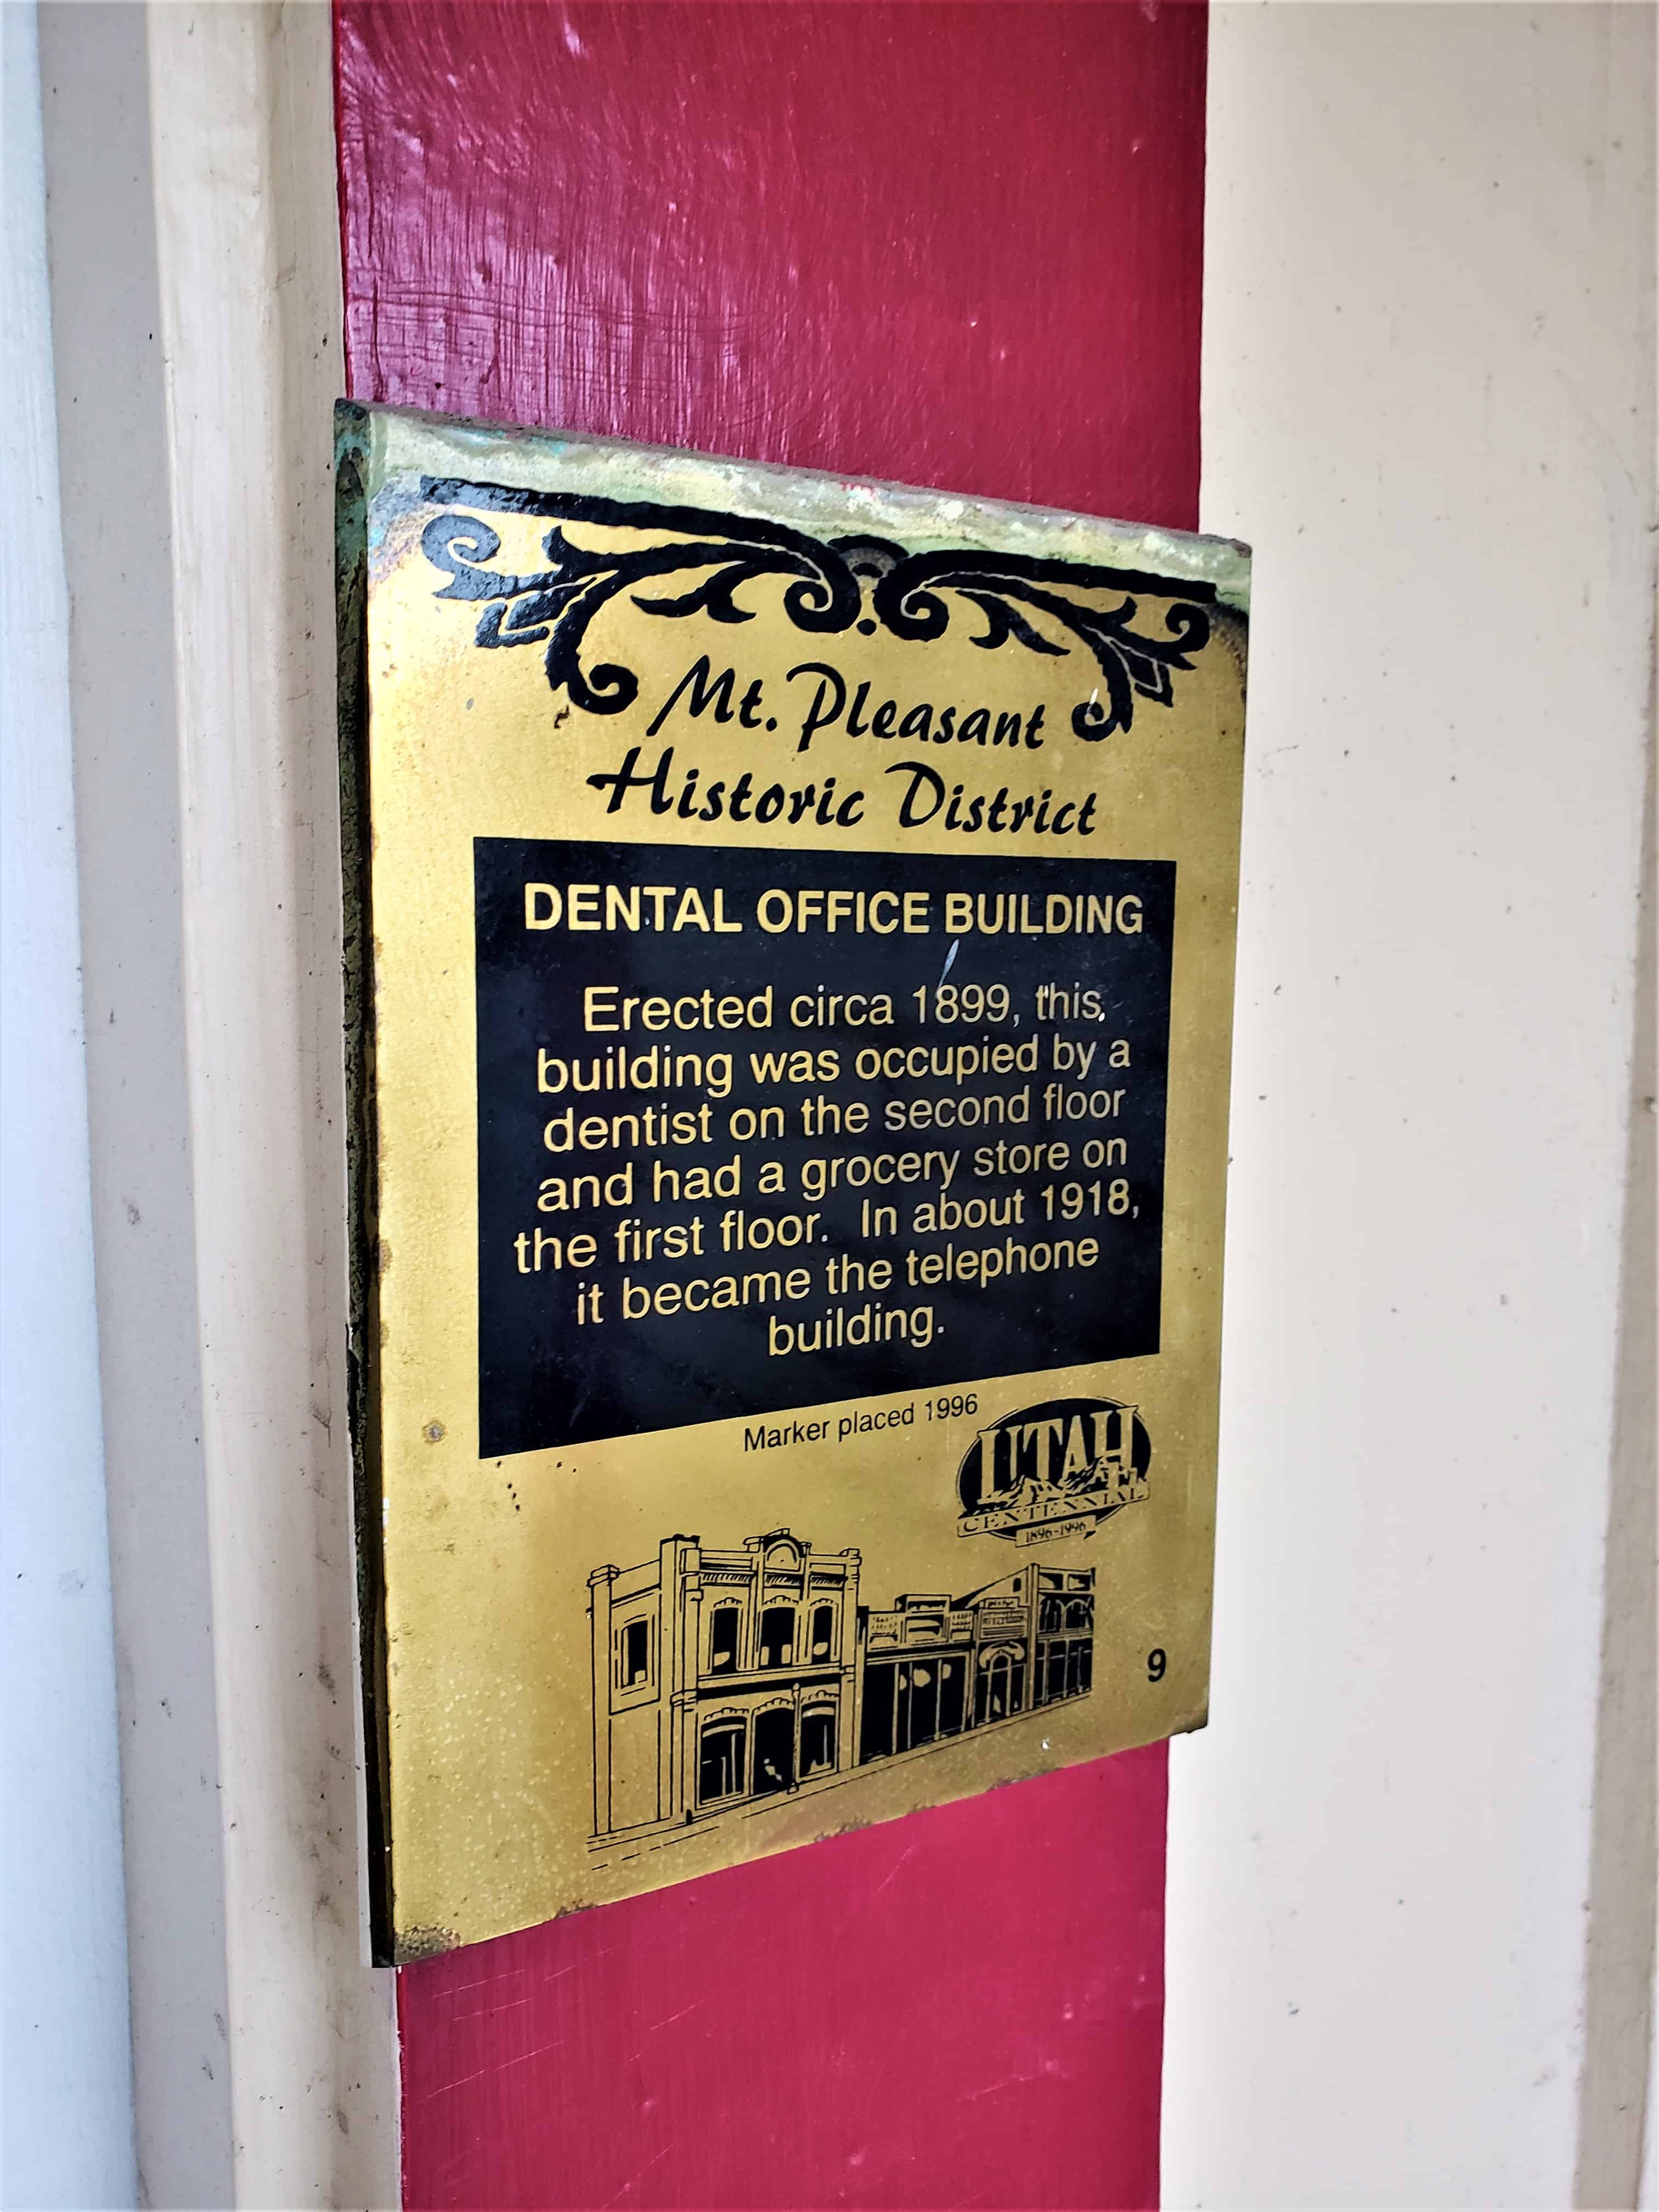 Mt. Pleasant
Historic District
DENTAL OFFICE BUILDING
Erected circa 1899, this
building was occupied by a
dentist on the second floor
and had a grocery store on
the first floor. In about 1918,
it became the telephone
building.
Marker placed 1996
UTAH
CENTENNIAL
1896-1996
9